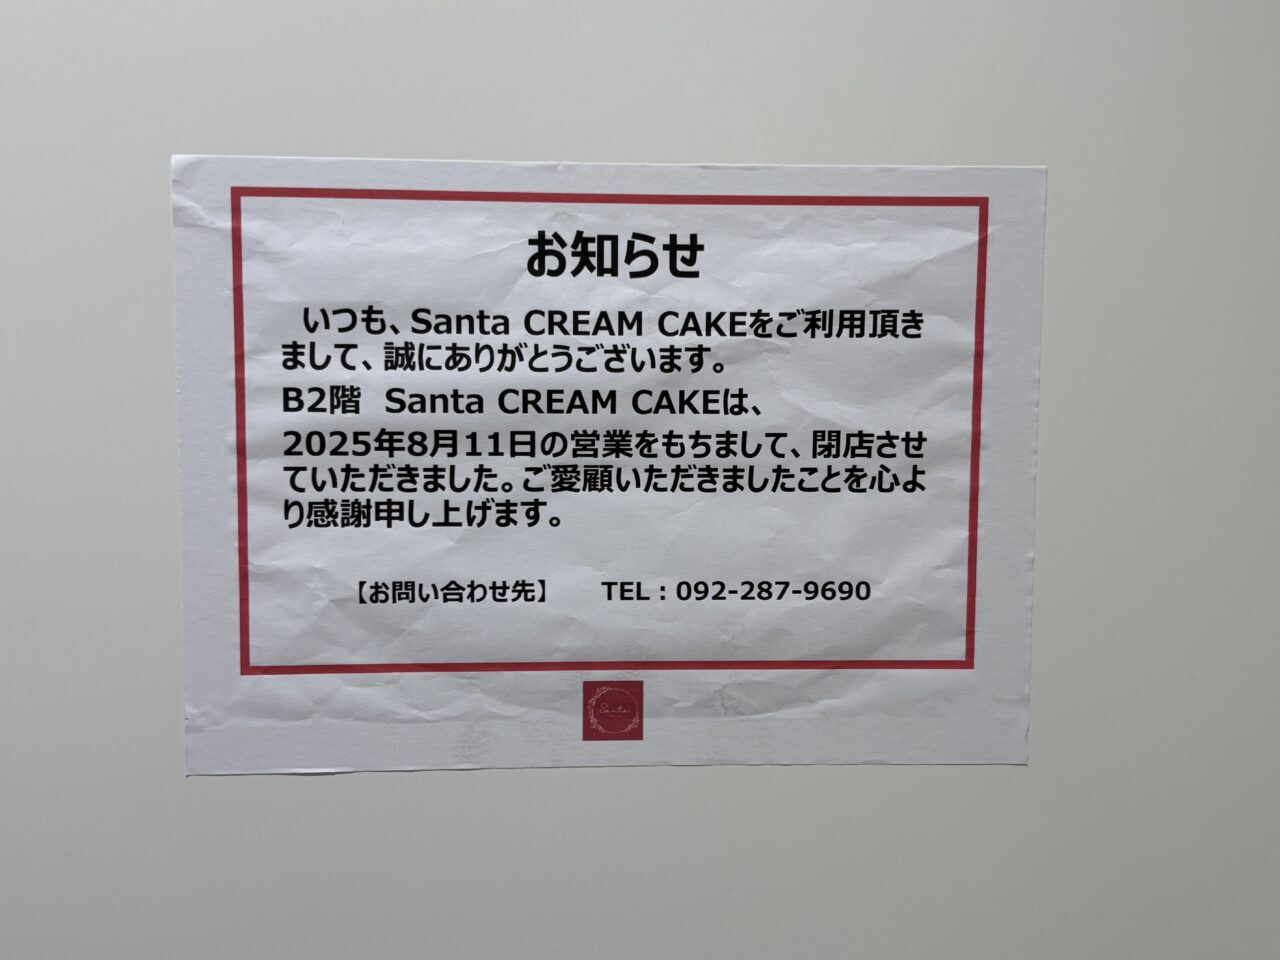 お知らせ
いつも、Santa CREAM CAKEをご利用頂き
まして、誠にありがとうございます。
B2階 Santa CREAM CAKEは、
2025年8月11日の営業をもちまして、閉店させ
ていただきました。ご愛顧いただきましたことを心よ
り感謝申し上げます。
【お問い合わせ先】 TEL：092-287-9690
Santa